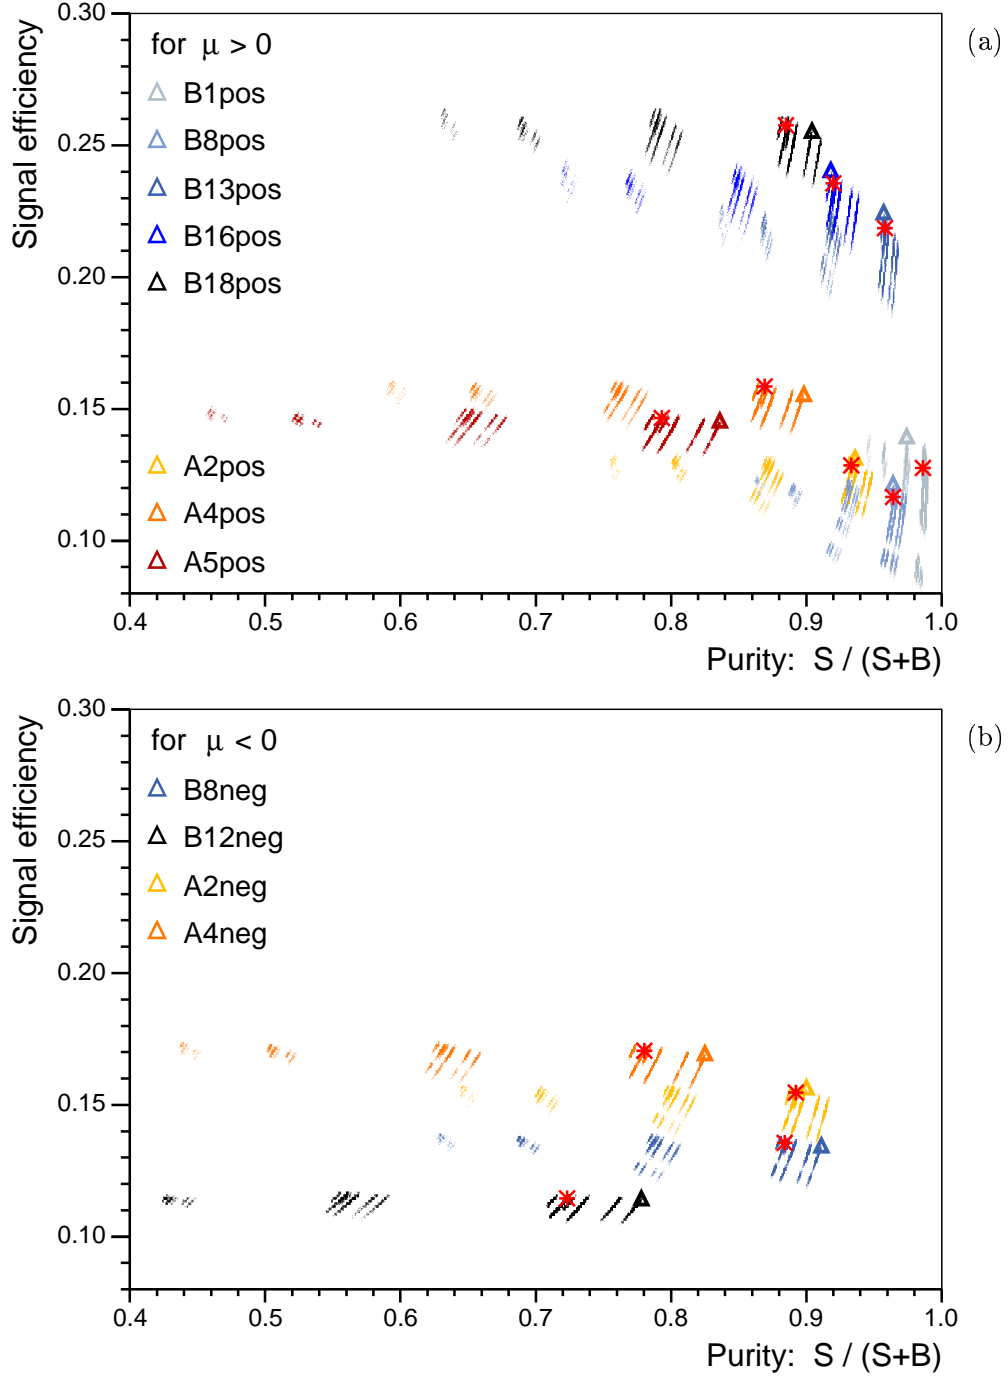 0.30
(a)
for μ > 0
Signal efficiency
B1pos
B8pos
0.25
B13pos
B16pos
B18pos
0.20
0.15
A2pos
A4pos
0.10
A5pos
0.4 0.5 0.6 0.7 0.8 0.9 1.0
Purity: S / (S+B)
0.30
(b)
for μ < 0
Signal efficiency
B8neg
0.25
B12neg
A2neg
A4neg
0.20
0.15
0.10
0.4 0.5 0.6 0.7 0.8 0.9 1.0
Purity: S / (S+B)